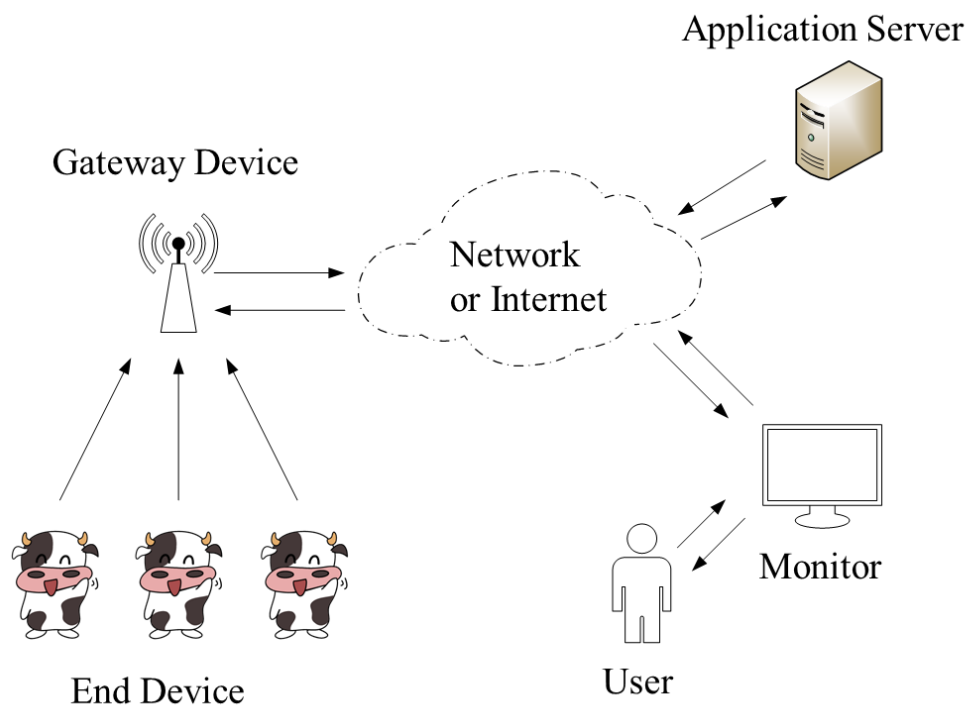 Application Server
Gateway Device
Network
or Internet
Monitor
User
End Device